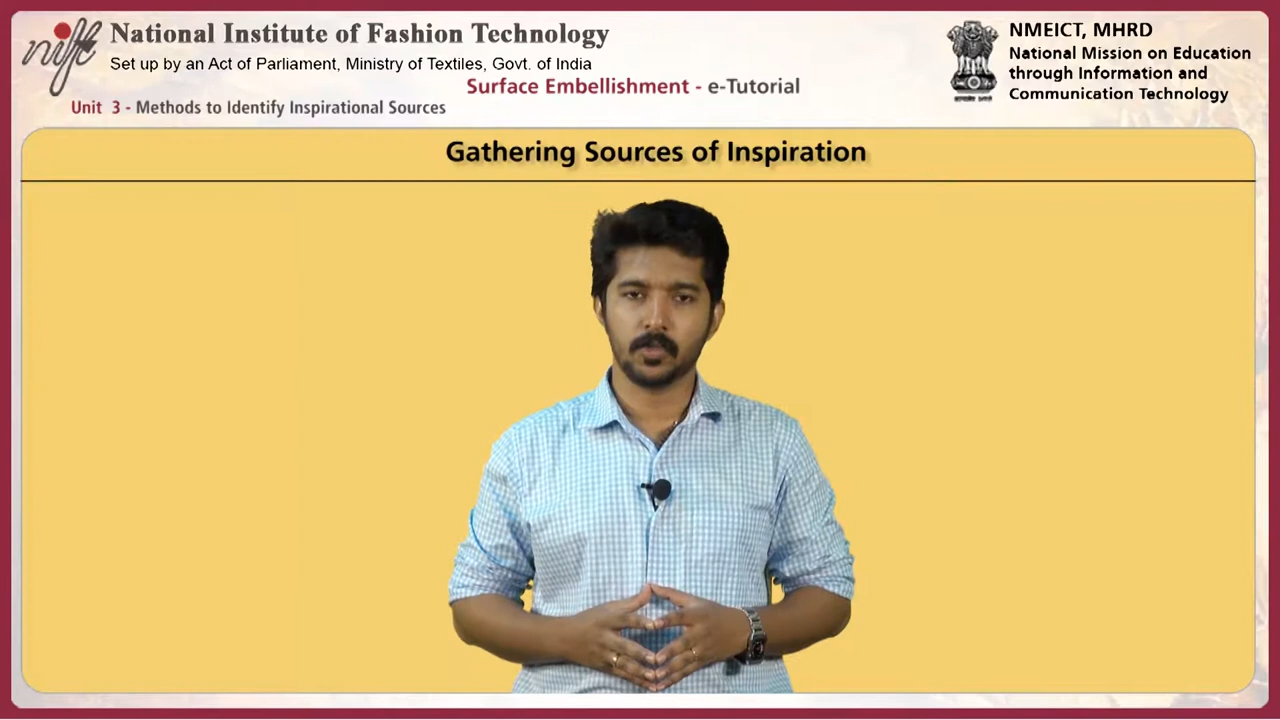 nift
National Institute of Fashion Technology
Set up by an Act of Parliament, Ministry of Textiles, Govt. of India
Surface Embellishment - e-Tutorial
Unit 3 - Methods to Identify Inspirational Sources
NMEICT, MHRD
National Mission on Education
through Information and
Communication Technology
Gathering Sources of Inspiration